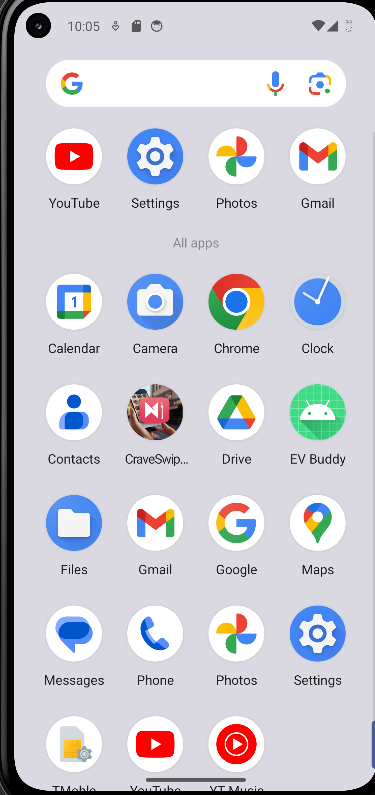 10:05
YouTube Settings Photos Gmail
All apps
Calendar Camera Chrome Clock
Contacts CraveSwip... Drive EV Buddy
Files Gmail Google Maps
Messages Phone Photos Settings
TMoble YouTube YT Music